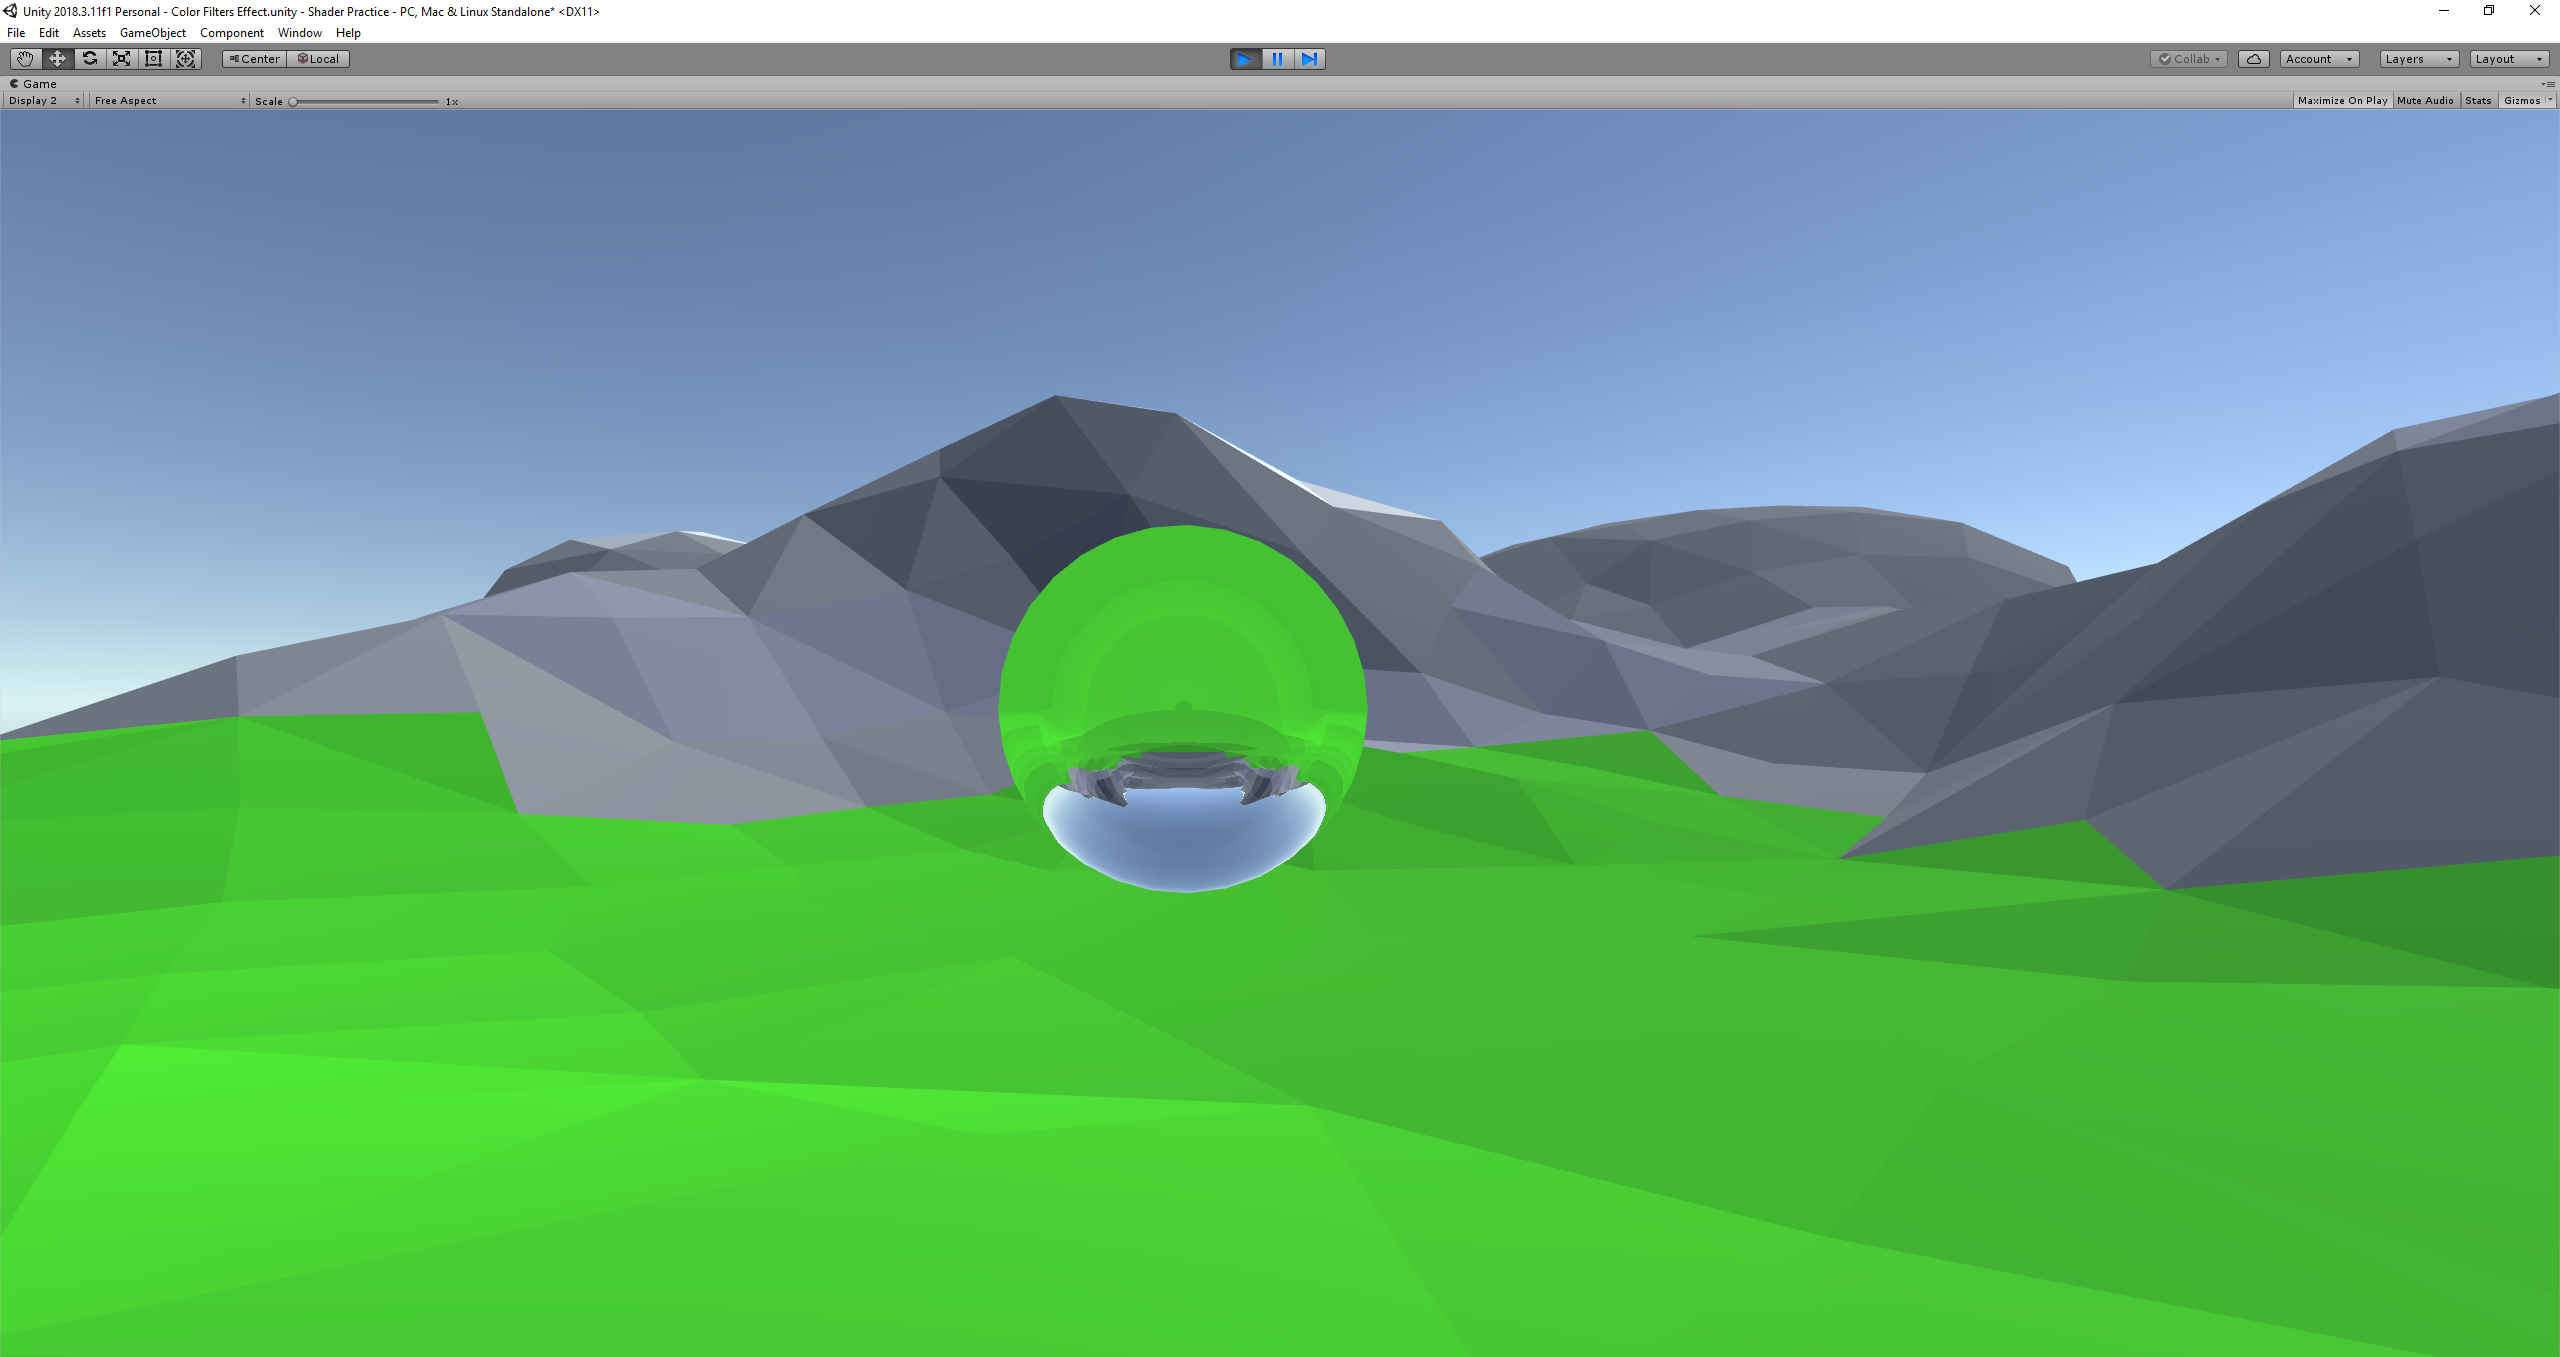 Unity 2018.3.11f1 Personal - Color Filters Effect.unity - Shader Practice - PC, Mac & Linux Standalone* <DX11>
File Edit Assets GameObject Component Window Help
Center Local Collab Account Layers Layout
Game
Display 2 Free Aspect Scale 1x Maximize On Play Mute Audio Stats Gizmos